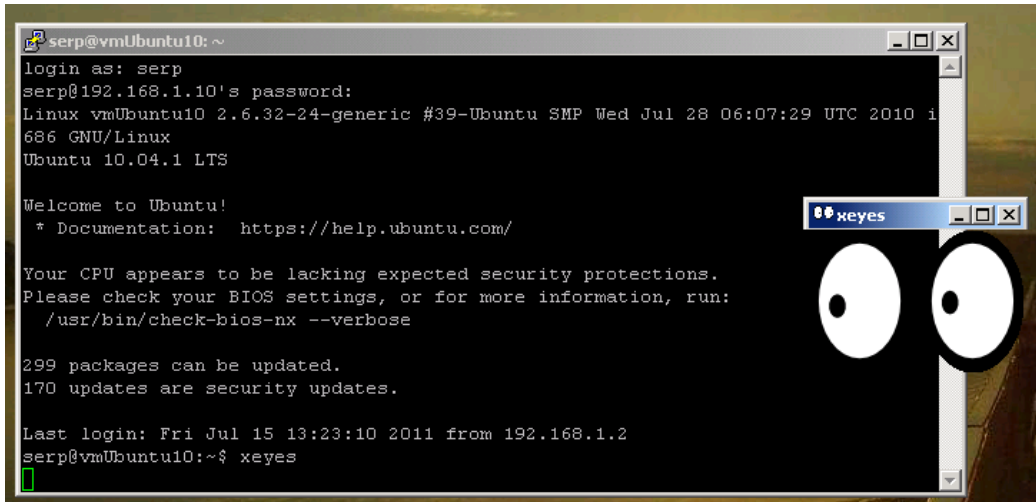 serp@vmUbuntu10: ~
login as: serp
serp@192.168.1.10's password:
Linux vmUbuntu10 2.6.32-24-generic #39-Ubuntu SMP Wed Jul 28 06:07:29 UTC 2010 i
686 GNU/Linux
Ubuntu 10.04.1 LTS
Welcome to Ubuntu!
 * Documentation:  https://help.ubuntu.com/
xeyes
Your CPU appears to be lacking expected security protections.
Please check your BIOS settings, or for more information, run:
  /usr/bin/check-bios-nx --verbose
299 packages can be updated.
170 updates are security updates.
Last login: Fri Jul 15 13:23:10 2011 from 192.168.1.2
serp@vmUbuntu10:~$ xeyes